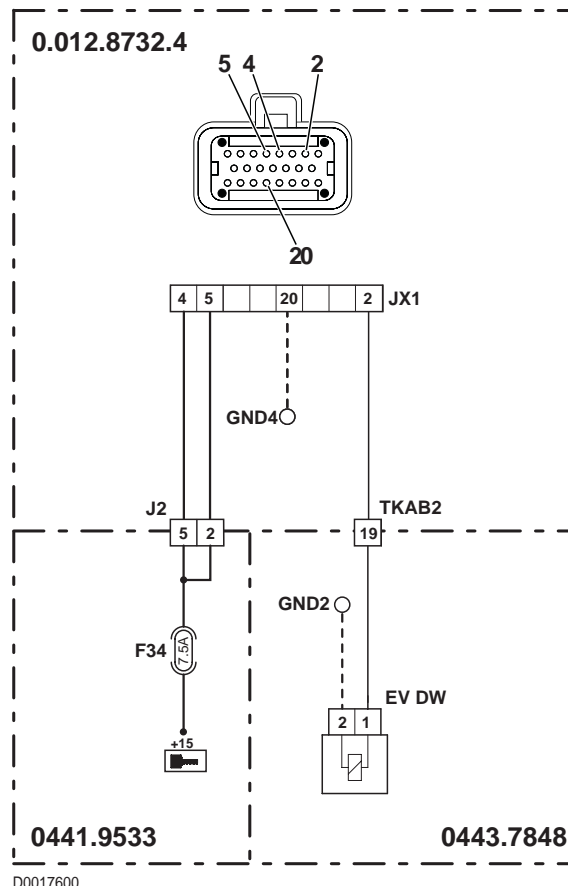 0.012.8732.4
5 4 2
20
4 5 20 2 JX1
GND4
J2 TKAB2
5 2 19
GND2
F34 7.5A
EV DW
2 1
+15
0441.9533 0443.7848
D0017600